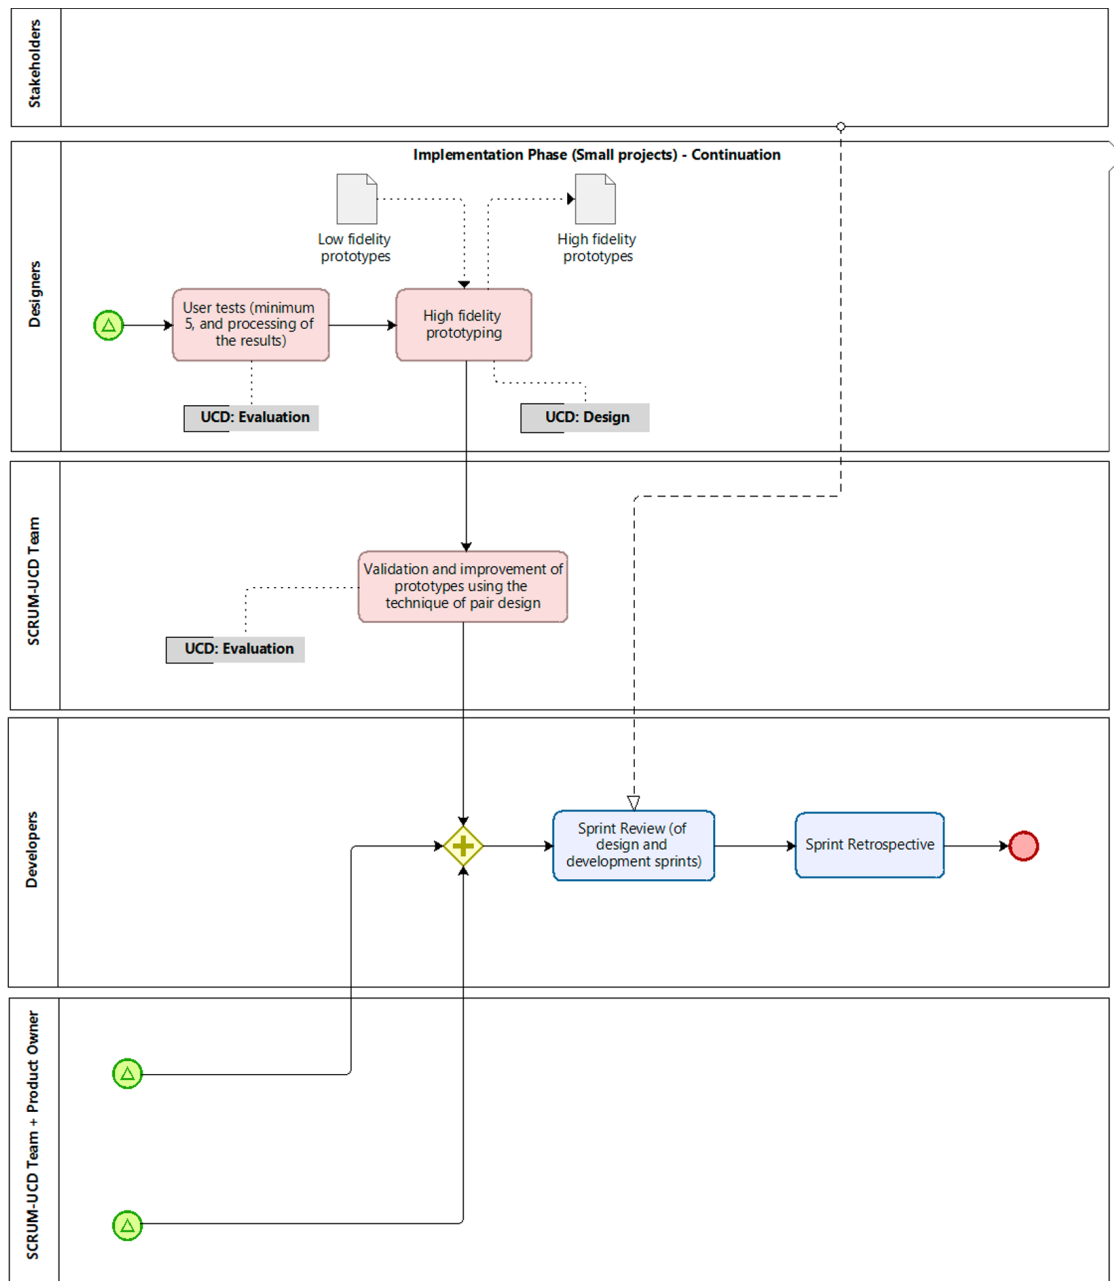 Stakeholders
Implementation Phase (Small projects) - Continuation
Designers
Low fidelity
prototypes
High fidelity
prototypes
User tests (minimum
5, and processing of
the results)
High fidelity
prototyping
UCD: Evaluation
UCD: Design
SCRUM-UCD Team
Validation and improvement of
prototypes using the
technique of pair design
UCD: Evaluation
Developers
Sprint Review (of
design and
development sprints)
Sprint Retrospective
SCRUM-UCD Team + Product Owner